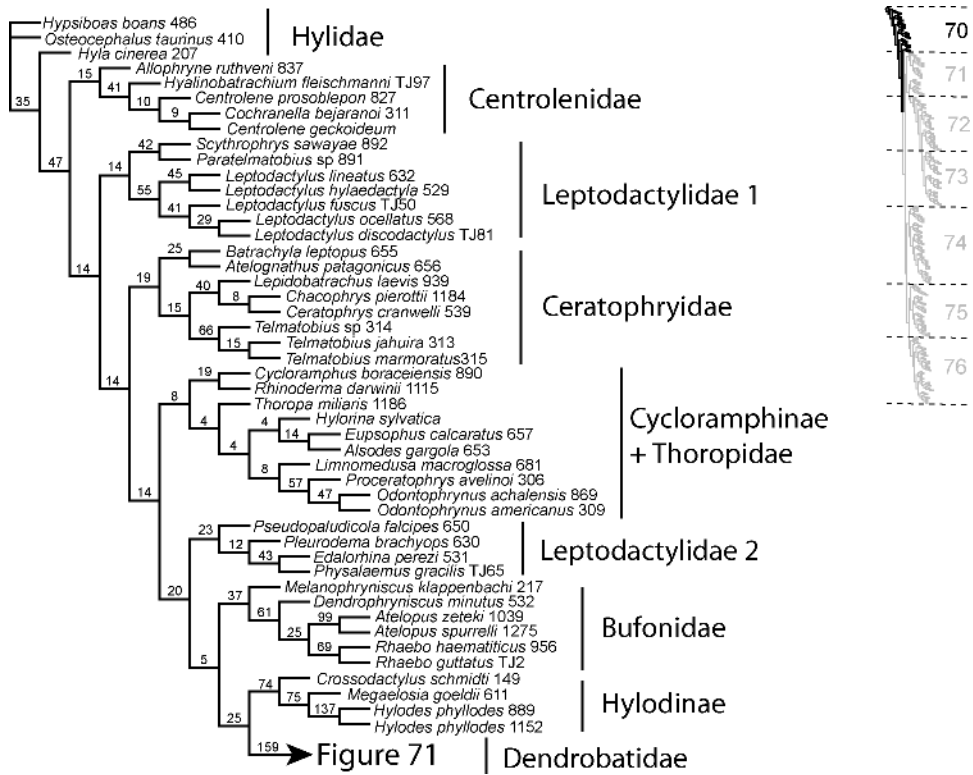 Hypsiboas boans 486
Osteocephalus taurinus 410
Hyla cinerea 207
Hylidae
35
15
Allophryne ruthveni 837
41
Hyalinobatrachium fleischmanni TJ97
10
Centrolene prosoblepon 827
9
Cochranella bejaranoi 311
Centrolene geckoideum
Centrolenidae
47
14
42
Scythrophrys sawayae 892
Paratelmatobius sp 891
55
45
Leptodactylus lineatus 632
Leptodactylus hylaedactyla 529
41
Leptodactylus fuscus TJ50
29
Leptodactylus ocellatus 568
Leptodactylus discodactylus TJ81
Leptodactylidae 1
14
19
25
Batrachyla leptopus 655
Atelognathus patagonicus 656
15
40
Lepidobatrachus laevis 939
8
Chacophrys pierottii 1184
Ceratophrys cranwelli 539
66
Telmatobius sp 314
15
Telmatobius jahuira 313
Telmatobius marmoratus315
Ceratophryidae
14
8
19
Cycloramphus boraceiensis 890
Rhinoderma darwinii 1115
4
Thoropa miliaris 1186
4
4
Hylorina sylvatica
14
Eupsophus calcaratus 657
Alsodes gargola 653
8
Limnomedusa macroglossa 681
57
Proceratophrys avelinoi 306
47
Odontophrynus achalensis 869
Odontophrynus americanus 309
Cycloramphinae
+ Thoropidae
14
20
23
Pseudopaludicola falcipes 650
12
Pleurodema brachyops 630
43
Edalorhina perezi 531
Physalaemus gracilis TJ65
Leptodactylidae 2
5
37
Melanophryniscus klappenbachi 217
61
Dendrophryniscus minutus 532
25
99
Atelopus zeteki 1039
Atelopus spurrelli 1275
69
Rhaebo haematiticus 956
Rhaebo guttatus TJ2
Bufonidae
25
74
Crossodactylus schmidti 149
75
Megaelosia goeldii 611
137
Hylodes phyllodes 889
Hylodes phyllodes 1152
Hylodinae
159
Figure 71
Dendrobatidae
70
71
72
73
74
75
76